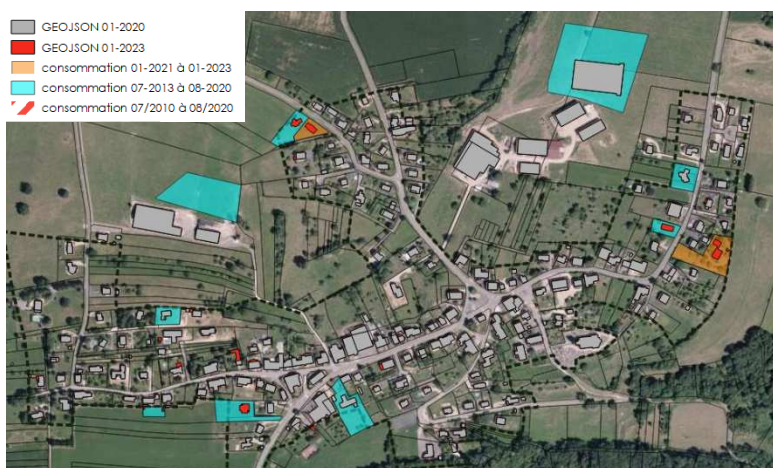 GEOJSON 01-2020
GEOJSON 01-2023
consommation 01-2021 à 01-2023
consommation 07-2013 à 08-2020
consommation 07/2010 à 08/2020